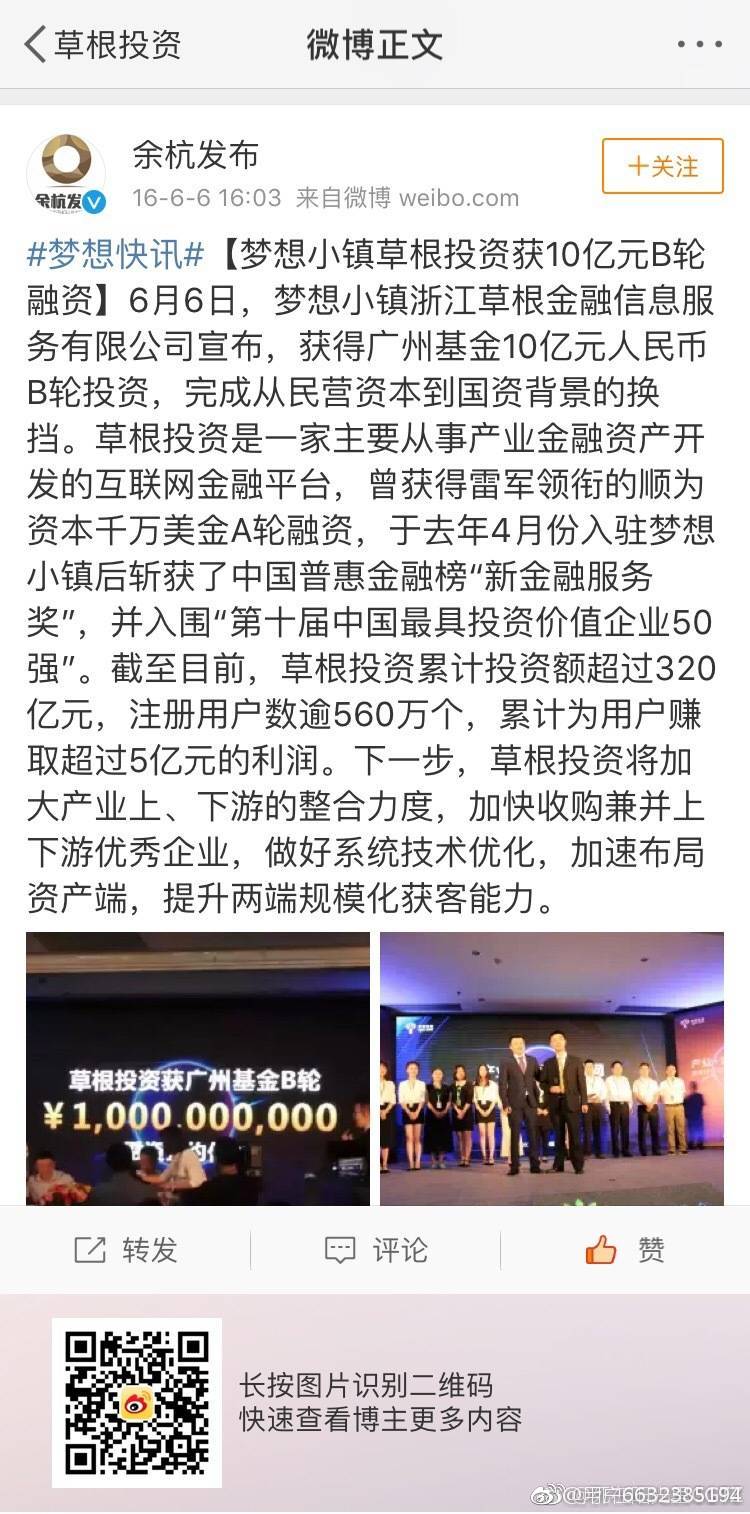 草根投资
微博正文
余杭发布
余杭发
+关注
16-6-6 16:03 来自微博 weibo.com
#梦想快讯#【梦想小镇草根投资获10亿元B轮
融资】6月6日，梦想小镇浙江草根金融信息服
务有限公司宣布，获得广州基金10亿元人民币
B轮投资，完成从民营资本到国资背景的换
挡。草根投资是一家主要从事产业金融资产开
发的互联网金融平台，曾获得雷军领衔的顺为
资本千万美金A轮融资，于去年4月份入驻梦想
小镇后斩获了中国普惠金融榜“新金融服务
奖”，并入围“第十届中国最具投资价值企业50
强”。截至目前，草根投资累计投资额超过320
亿元，注册用户数逾560万个，累计为用户赚
取超过5亿元的利润。下一步，草根投资将加
大产业上、下游的整合力度，加快收购兼并上
下游优秀企业，做好系统技术优化，加速布局
资产端，提升两端规模化获客能力。
草根投资获广州基金B轮
¥1,000,000,000
转发
评论
赞
长按图片识别二维码
快速查看博主更多内容